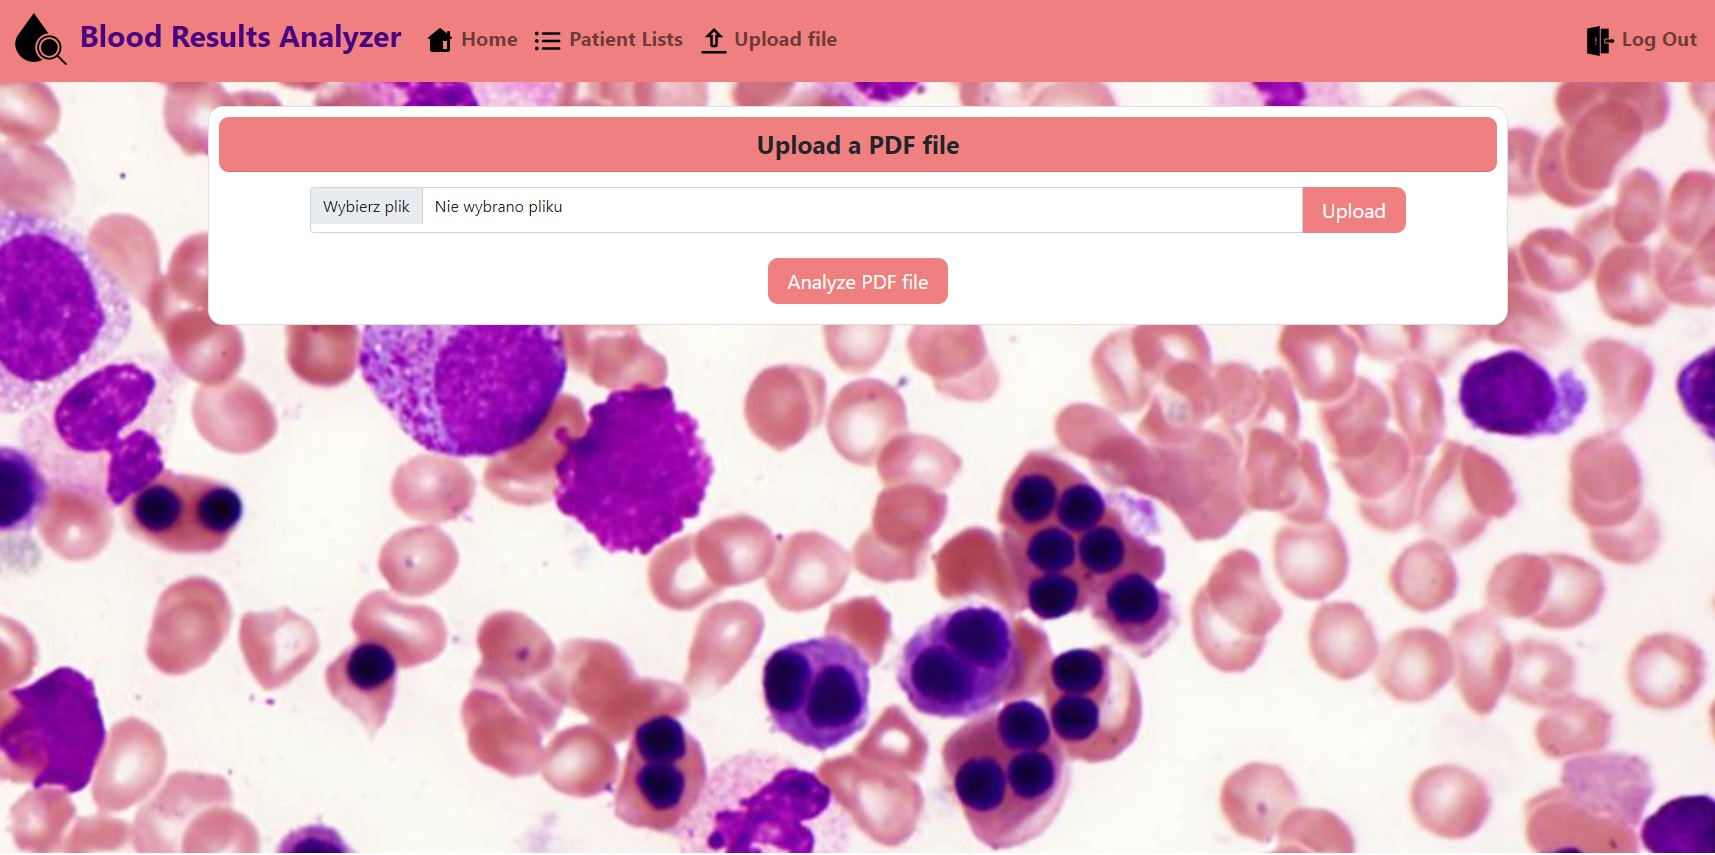 Blood Results Analyzer Home Patient Lists Upload file Log Out
Upload a PDF file
Wybierz plik Nie wybrano pliku Upload
Analyze PDF file